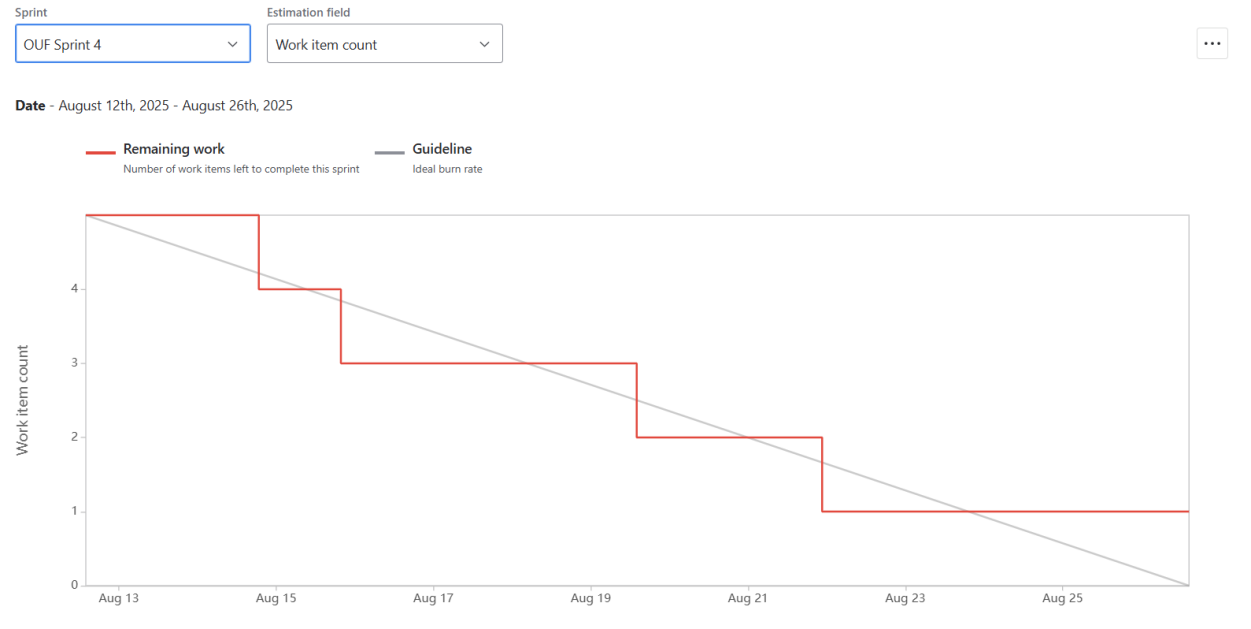 Sprint
Estimation field
OUF Sprint 4
Work item count
Date - August 12th, 2025 - August 26th, 2025
Remaining work
Number of work items left to complete this sprint
Guideline
Ideal burn rate
Work item count
4
3
2
1
0
Aug 13
Aug 15
Aug 17
Aug 19
Aug 21
Aug 23
Aug 25